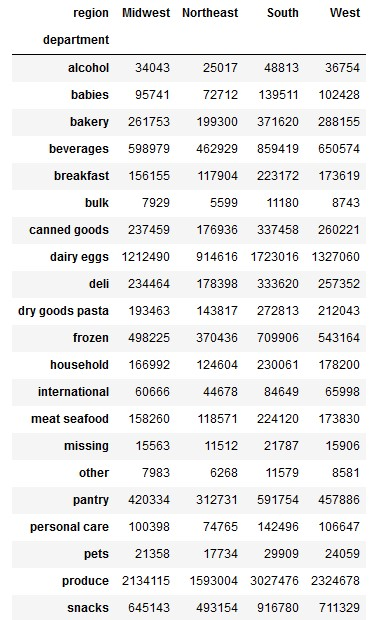 region Midwest Northeast South West
department
alcohol 34043 25017 48813 36754
babies 95741 72712 139511 102428
bakery 261753 199300 371620 288155
beverages 598979 462929 859419 650574
breakfast 156155 117904 223172 173619
bulk 7929 5599 11180 8743
canned goods 237459 176936 337458 260221
dairy eggs 1212490 914616 1723016 1327060
deli 234464 178398 333620 257352
dry goods pasta 193463 143817 272813 212043
frozen 498225 370436 709906 543164
household 166992 124604 230061 178200
international 60666 44678 84649 65998
meat seafood 158260 118571 224120 173830
missing 15563 11512 21787 15906
other 7983 6268 11579 8581
pantry 420334 312731 591754 457886
personal care 100398 74765 142496 106647
pets 21358 17734 29909 24059
produce 2134115 1593004 3027476 2324678
snacks 645143 493154 916780 711329